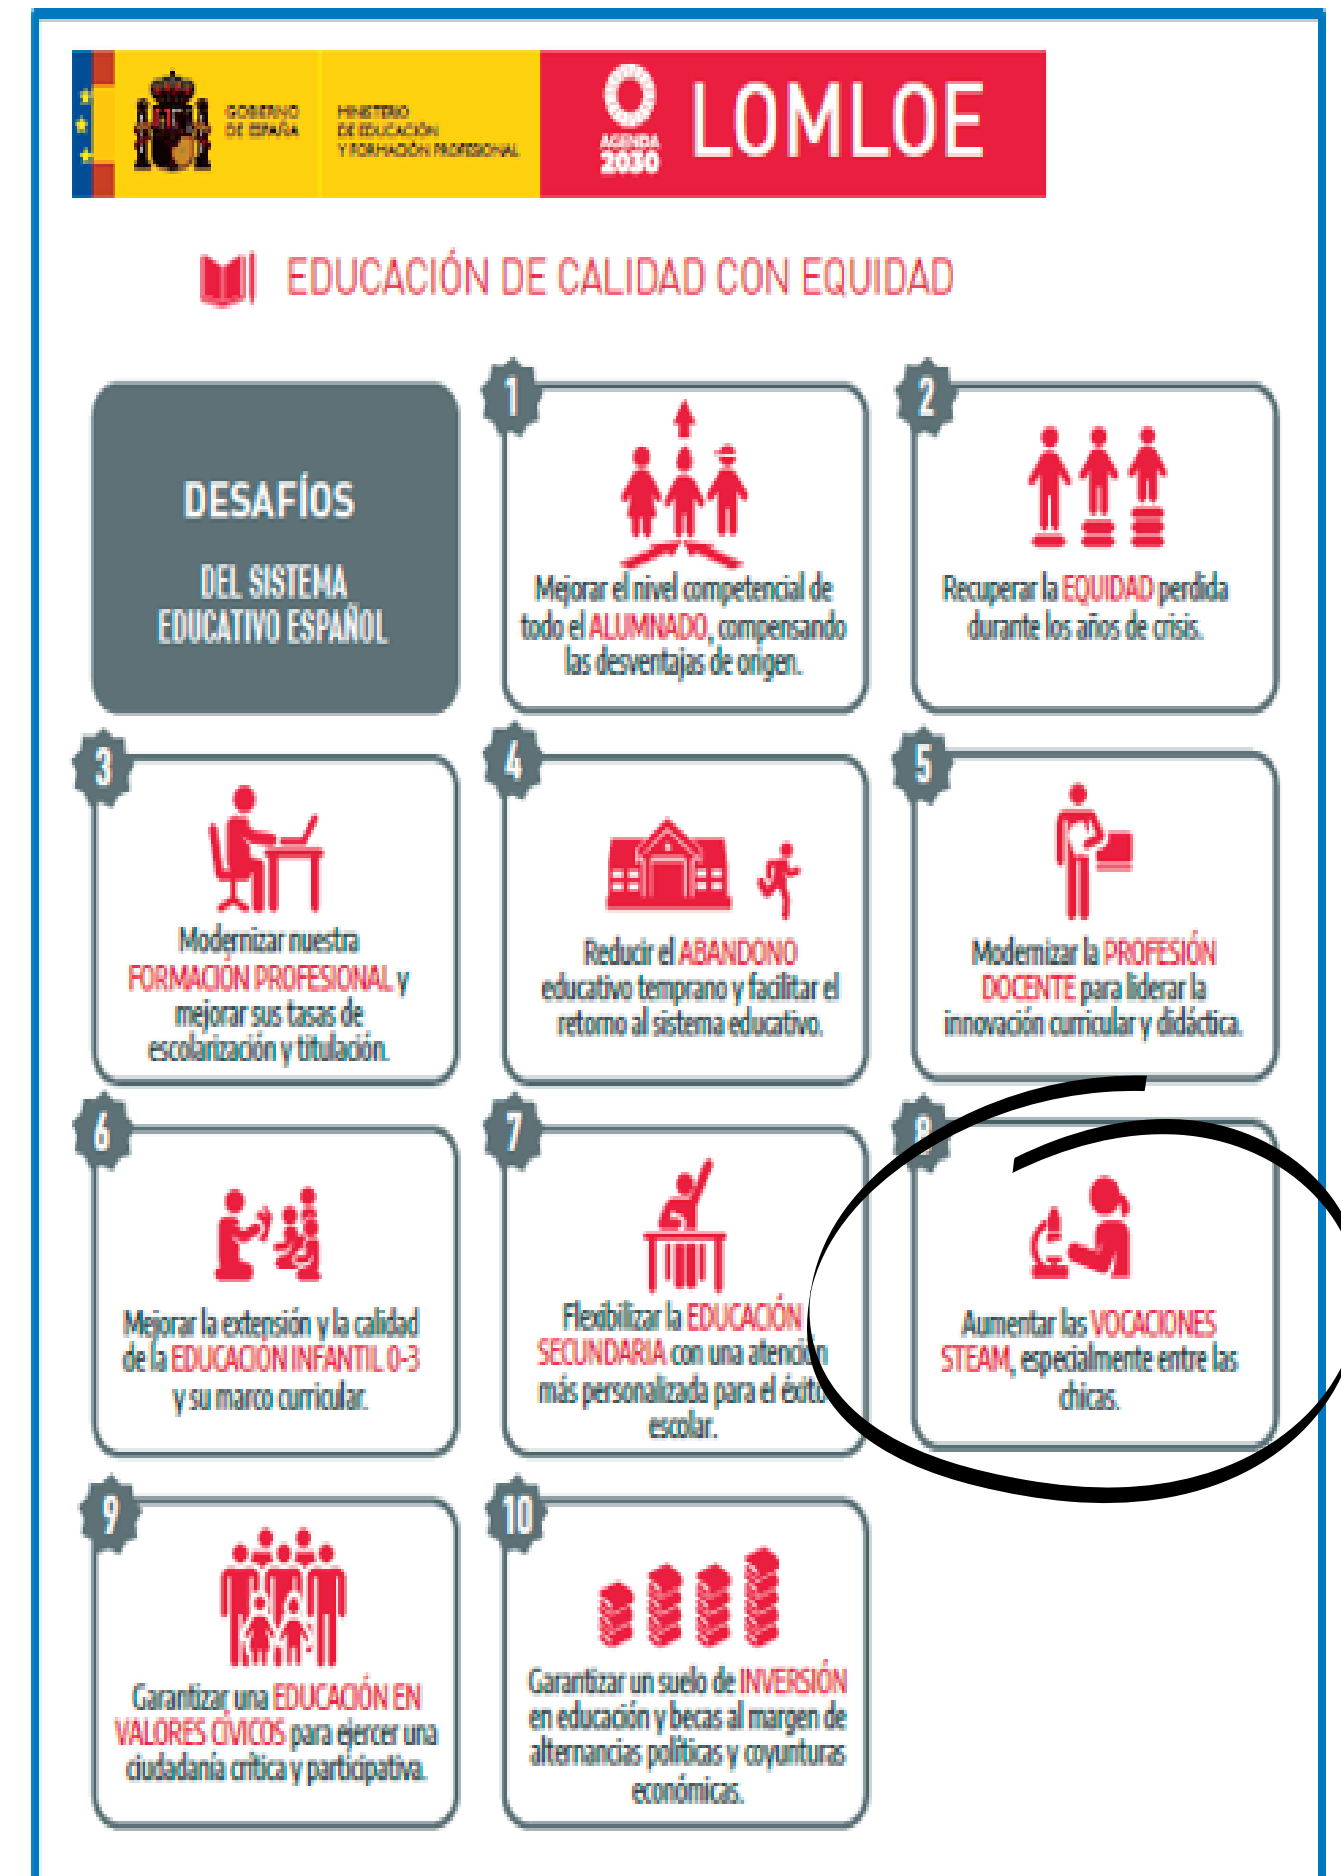 GOBIERNO
DE ESPAÑA
MINISTERIO
DE EDUCACIÓN
Y FORMACIÓN PROFESIONAL
AGENDA
2030
LOMLOE
EDUCACIÓN DE CALIDAD CON EQUIDAD
DESAFÍOS
DEL SISTEMA
EDUCATIVO ESPAÑOL
1
Mejorar el nivel competencial de
todo el ALUMNADO, compensando
las desventajas de origen.
2
Recuperar la EQUIDAD perdida
durante los años de crisis.
3
Modernizar nuestra
FORMACIÓN PROFESIONAL y
mejorar sus tasas de
escolarización y titulación.
4
Reducir el ABANDONO
educativo temprano y facilitar el
retorno al sistema educativo.
5
Modernizar la PROFESIÓN
DOCENTE para liderar la
innovación curricular y didáctica.
6
Mejorar la extensión y la calidad
de la EDUCACIÓN INFANTIL 0-3
y su marco curricular.
7
Flexibilizar la EDUCACIÓN
SECUNDARIA con una atención
más personalizada para el éxito
escolar.
8
Aumentar las VOCACIONES
STEAM, especialmente entre las
chicas.
9
Garantizar una EDUCACIÓN EN
VALORES CÍVICOS para ejercer una
ciudadanía crítica y participativa.
10
Garantizar un suelo de INVERSIÓN
en educación y becas al margen de
alternancias políticas y coyunturas
económicas.